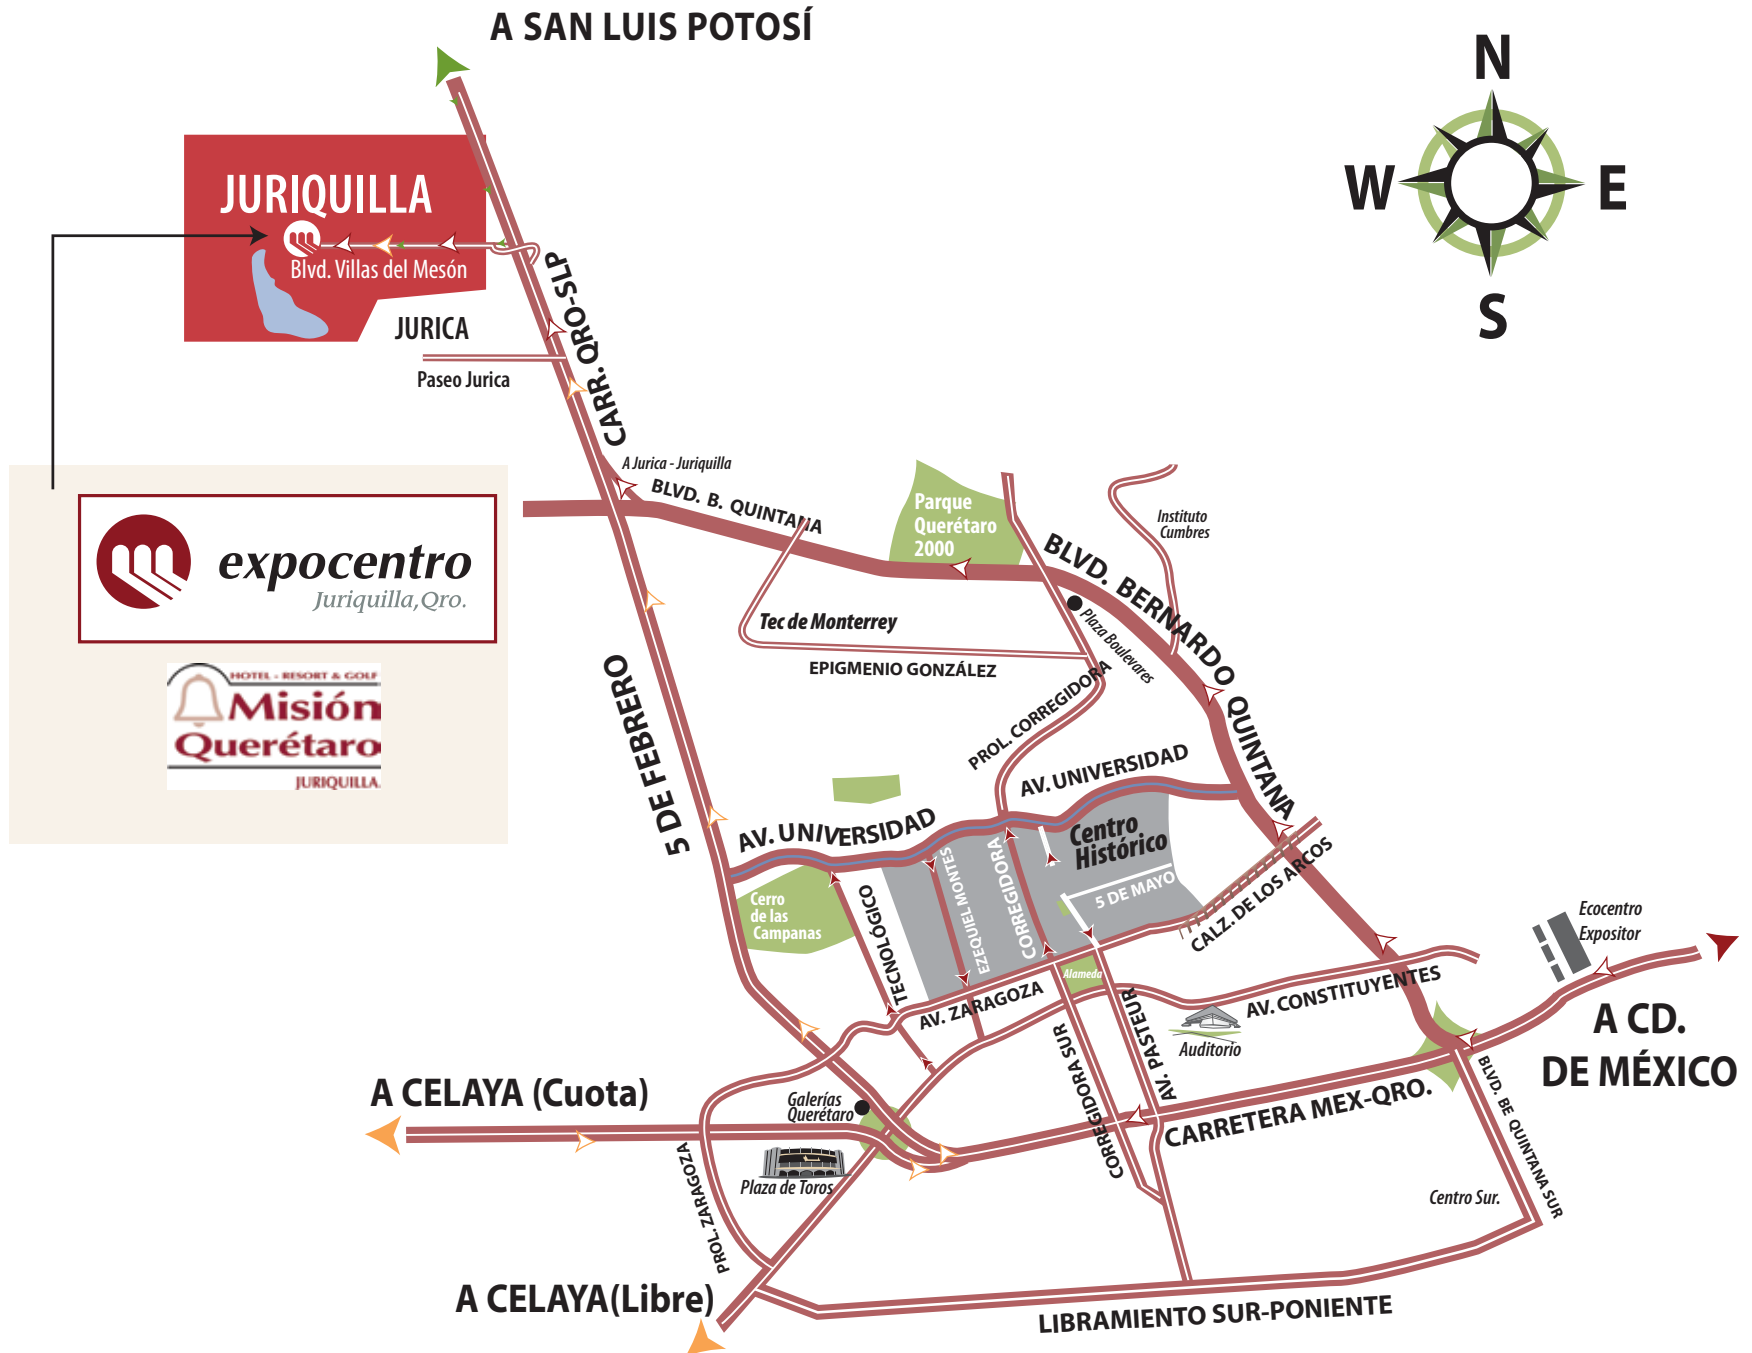 A SAN LUIS POTOSÍ
N
W
E
S
JURIQUILLA
Blvd. Villas del Mesón
JURICA
Paseo Jurica
CARR. QRO-SLP
A Jurica - Juriquilla
BLVD. B. QUINTANA
Parque
Querétaro
2000
Instituto
Cumbres
BLVD. BERNARDO QUINTANA
expocentro
Juriquilla, Qro.
HOTEL - RESORT & GOLF
Misión
Querétaro
JURIQUILLA
Tec de Monterrey
Plaza Boulevares
EPIGMENIO GONZÁLEZ
PROL. CORREGIDORA
5 DE FEBRERO
AV. UNIVERSIDAD
AV. UNIVERSIDAD
Centro
Histórico
EZEQUIEL MONTES
CORREGIDORA
5 DE MAYO
CALZ. DE LOS ARCOS
Cerro
de las
Campanas
TECNOLÓGICO
Ecocentro
Expositor
Alameda
AV. ZARAGOZA
AV. CONSTITUYENTES
AV. PASTEUR
Auditorio
CORREGIDORA SUR
A CD.
DE MÉXICO
A CELAYA (Cuota)
Galerías
Querétaro
CARRETERA MEX-QRO.
BLVD. BE QUINTANA SUR
Plaza de Toros
PROL. ZARAGOZA
Centro Sur.
A CELAYA(Libre)
LIBRAMIENTO SUR-PONIENTE